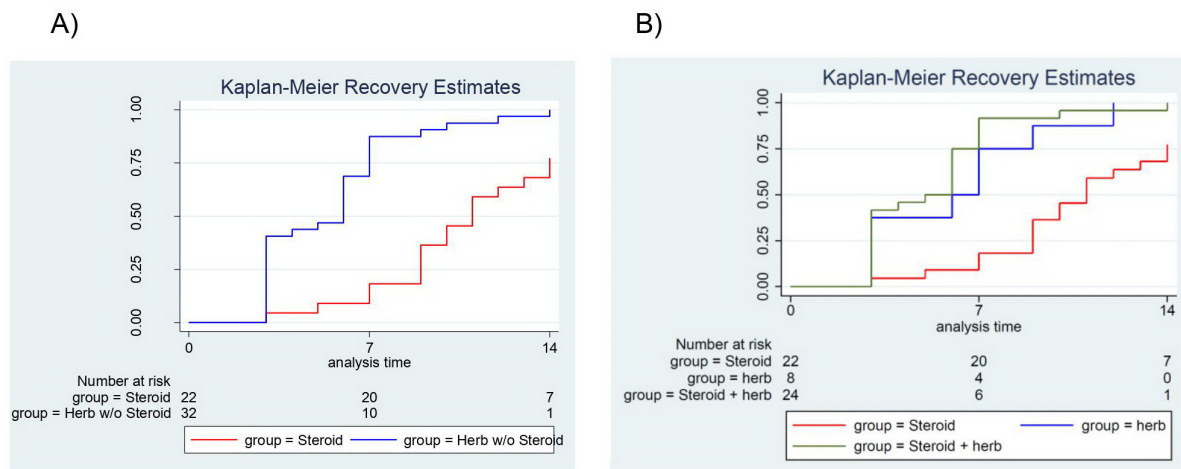 A)
Kaplan-Meier Recovery Estimates
1.00
0.75
0.50
0.25
0.00
0 7 14
analysis time
Number at risk
group = Steroid 22 20 7
group = Herb w/o Steroid 32 10 1
group = Steroid group = Herb w/o Steroid
B)
Kaplan-Meier Recovery Estimates
1.00
0.75
0.50
0.25
0.00
0 7 14
analysis time
Number at risk
group = Steroid 22 20 7
group = herb 8 4 0
group = Steroid + herb 24 6 1
group = Steroid group = herb
group = Steroid + herb